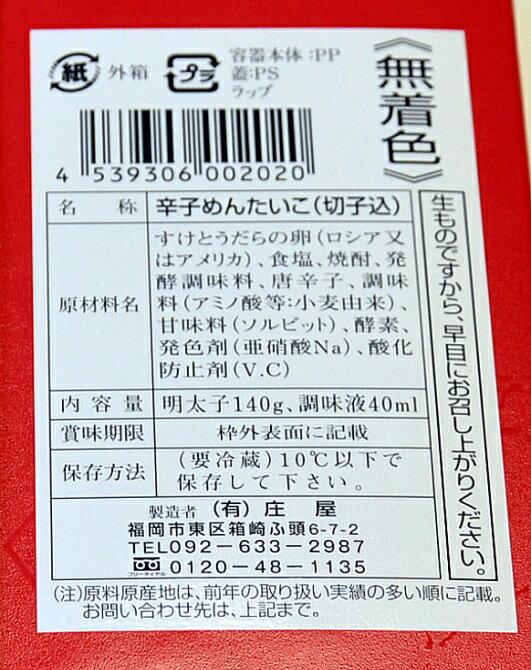 紙 外箱
プラ
容器本体:PP
蓋:PS
ラップ
《無着色》
4 539306 002020
名称 辛子めんたいこ(切子込)
原材料名
すけとうだらの卵(ロシア又
はアメリカ)、食塩、焼酎、発
酵調味料、唐辛子、調味
料(アミノ酸等:小麦由来)、
甘味料(ソルビット)、酵素、
発色剤(亜硝酸Na)、酸化
防止剤(V.C)
内容量 明太子140g、調味液40ml
賞味期限 枠外表面に記載
保存方法
(要冷蔵)10℃以下で
保存して下さい。
生ものですから、早目にお召し上がりください。
製造者 (有)庄屋
福岡市東区箱崎ふ頭6-7-2
TEL092-633-2987
フリーダイヤル 0120-48-1135
(注)原料原産地は、前年の取り扱い実績の多い順に記載。
お問い合わせ先は、上記まで。